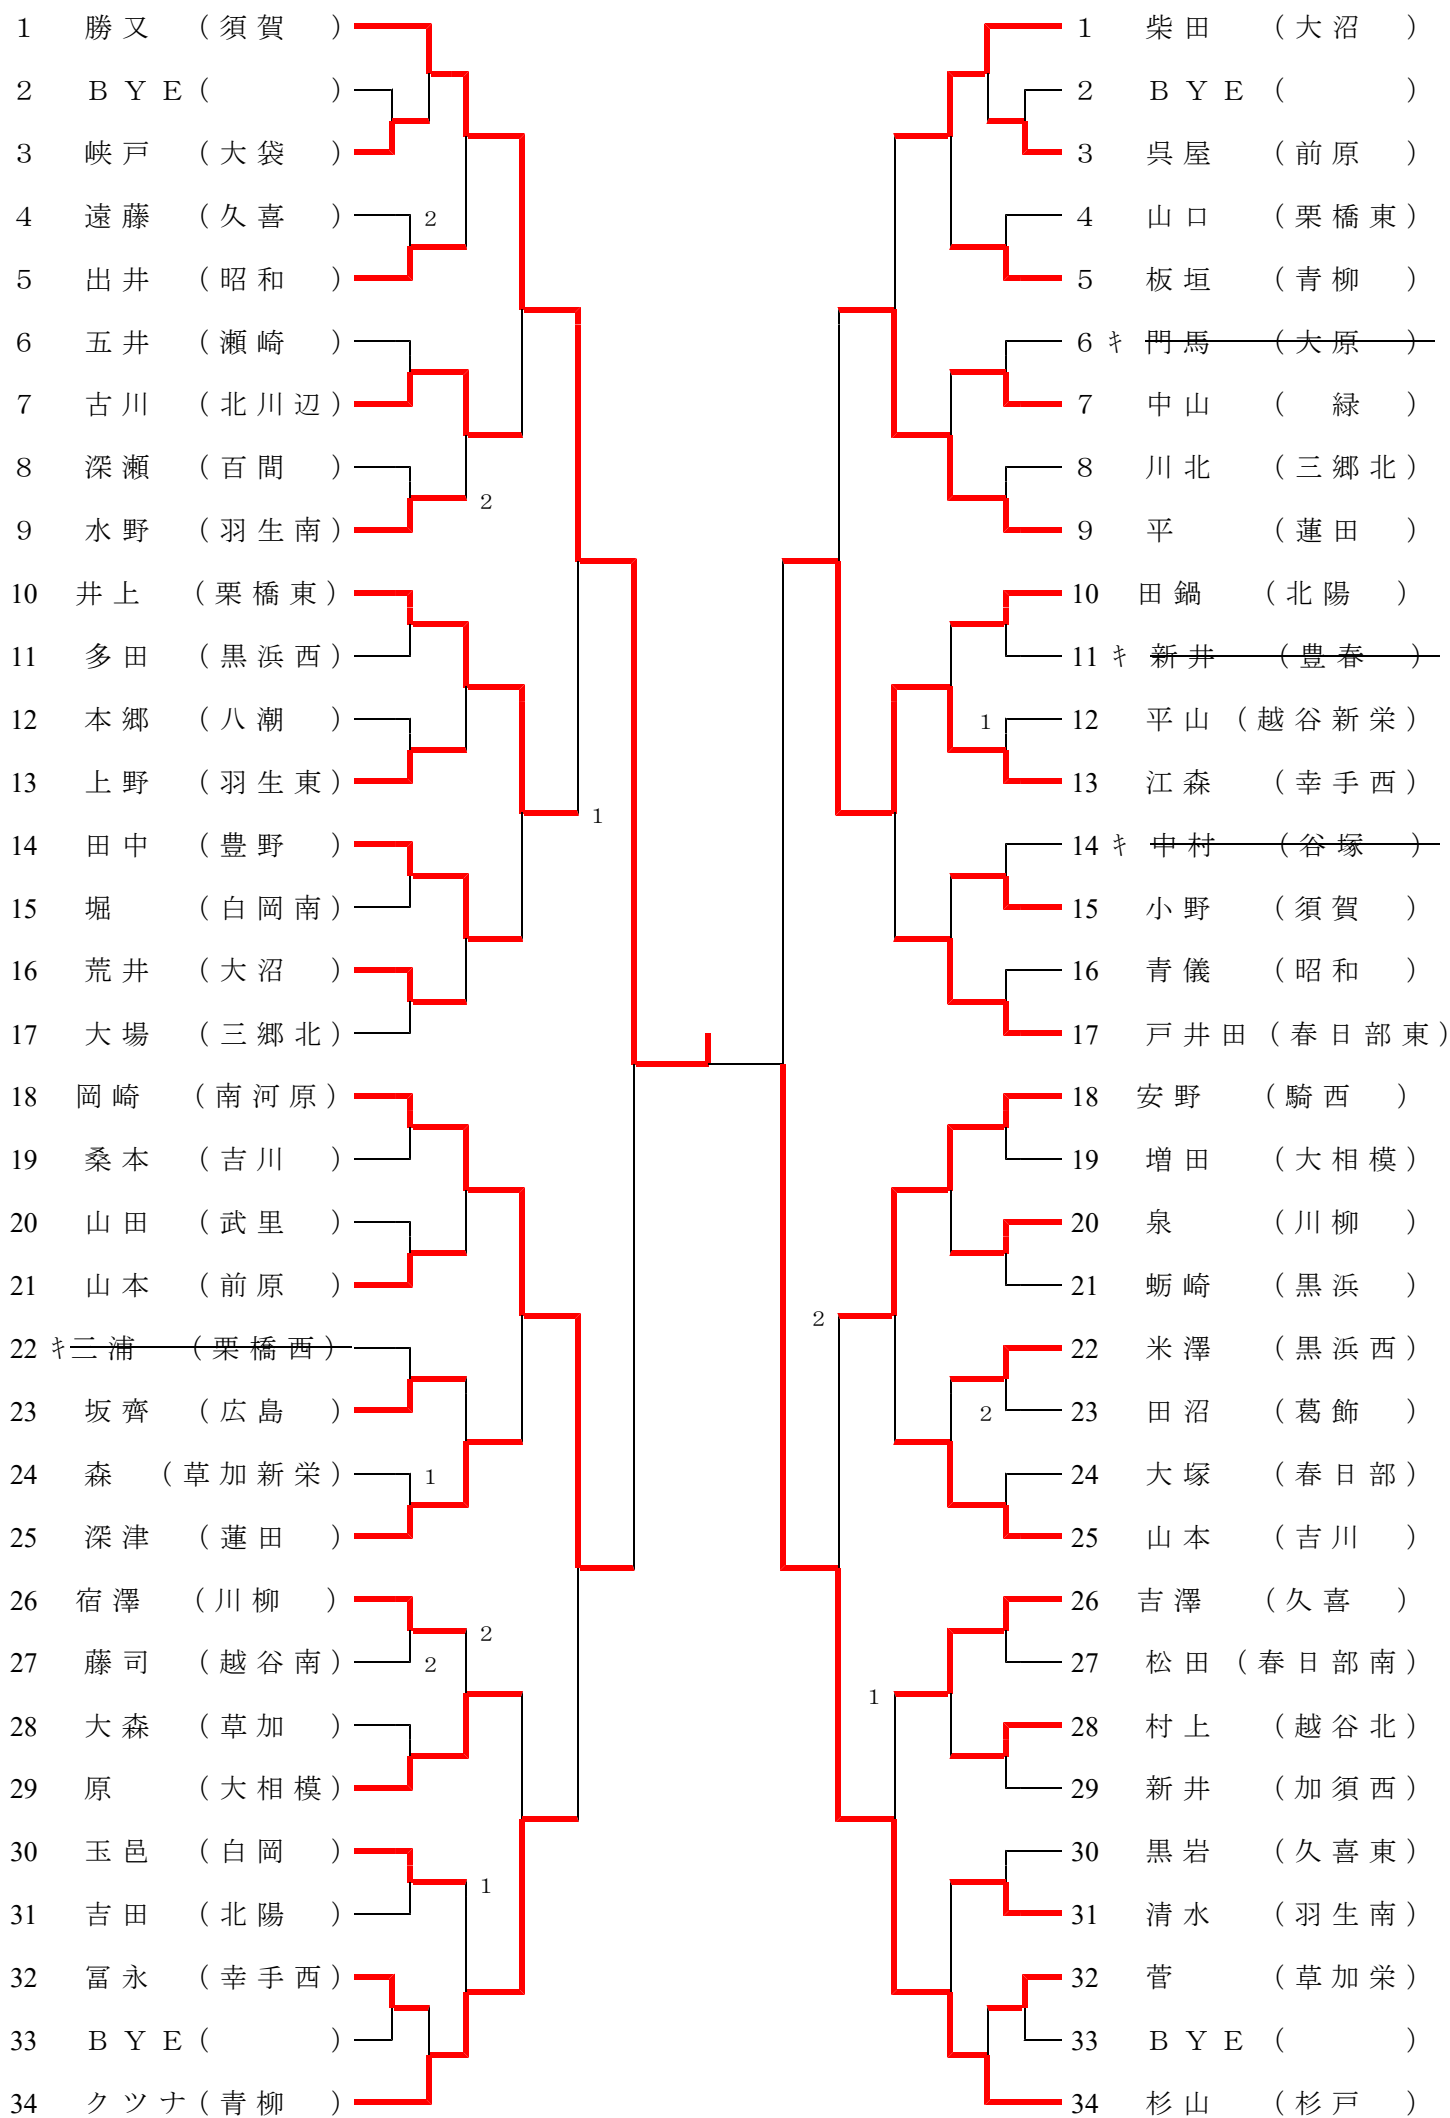 1 勝又 (須賀 )
2 BYE( )
3 峡戸 (大袋 )
4 遠藤 (久喜 ) 2
5 出井 (昭和 )
6 五井 (瀬崎 )
7 古川 (北川辺)
8 深瀬 (百間 )
2
9 水野 (羽生南)
10 井上 (栗橋東)
11 多田 (黒浜西)
12 本郷 (八潮 )
13 上野 (羽生東)
1
14 田中 (豊野 )
15 堀 (白岡南)
16 荒井 (大沼 )
17 大場 (三郷北)
18 岡崎 (南河原)
19 桑本 (吉川 )
20 山田 (武里 )
21 山本 (前原 )
22 キ 三浦 (栗橋西)
23 坂齊 (広島 )
24 森 (草加新栄) 1
25 深津 (蓮田 )
26 宿澤 (川柳 )
2
27 藤司 (越谷南) 2
28 大森 (草加 )
29 原 (大相模)
30 玉邑 (白岡 )
1
31 吉田 (北陽 )
32 冨永 (幸手西)
33 BYE( )
34 クツナ(青柳 )
1 柴田 (大沼 )
2 BYE ( )
3 呉屋 (前原 )
4 山口 (栗橋東)
5 板垣 (青柳 )
6 キ 門馬 (大原 )
7 中山 ( 緑 )
8 川北 (三郷北)
9 平 (蓮田 )
10 田鍋 (北陽 )
11 キ 新井 (豊春 )
1 12 平山 (越谷新栄)
13 江森 (幸手西)
14 キ 中村 (谷塚 )
15 小野 (須賀 )
16 青儀 (昭和 )
17 戸井田 (春日部東)
18 安野 (騎西 )
19 増田 (大相模)
20 泉 (川柳 )
21 蛎崎 (黒浜 )
2
22 米澤 (黒浜西)
2 23 田沼 (葛飾 )
24 大塚 (春日部)
25 山本 (吉川 )
26 吉澤 (久喜 )
27 松田 (春日部南)
1
28 村上 (越谷北)
29 新井 (加須西)
30 黒岩 (久喜東)
31 清水 (羽生南)
32 菅 (草加栄)
33 BYE ( )
34 杉山 (杉戸 )